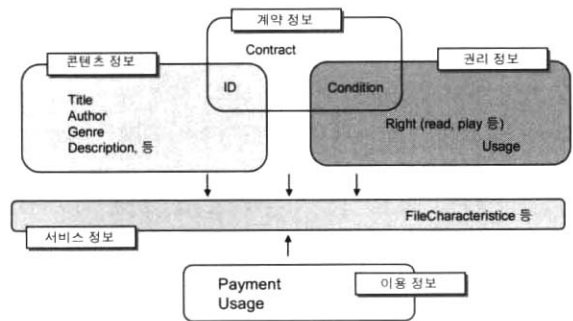 계약 정보
Contract
콘텐츠 정보
권리 정보
ID
Condition
Title
Author
Genre
Description, 등
Right (read, play 등)
Usage
FileCharacteristice 등
서비스 정보
이용 정보
Payment
Usage